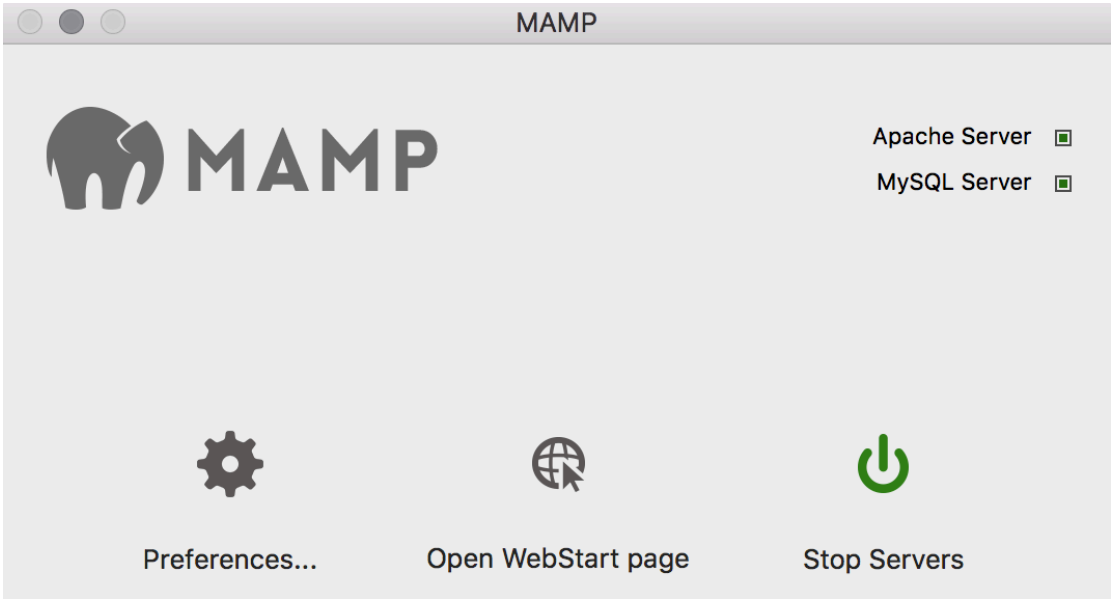 MAMP
MAMP
Apache Server
MySQL Server
Preferences...
Open WebStart page
Stop Servers